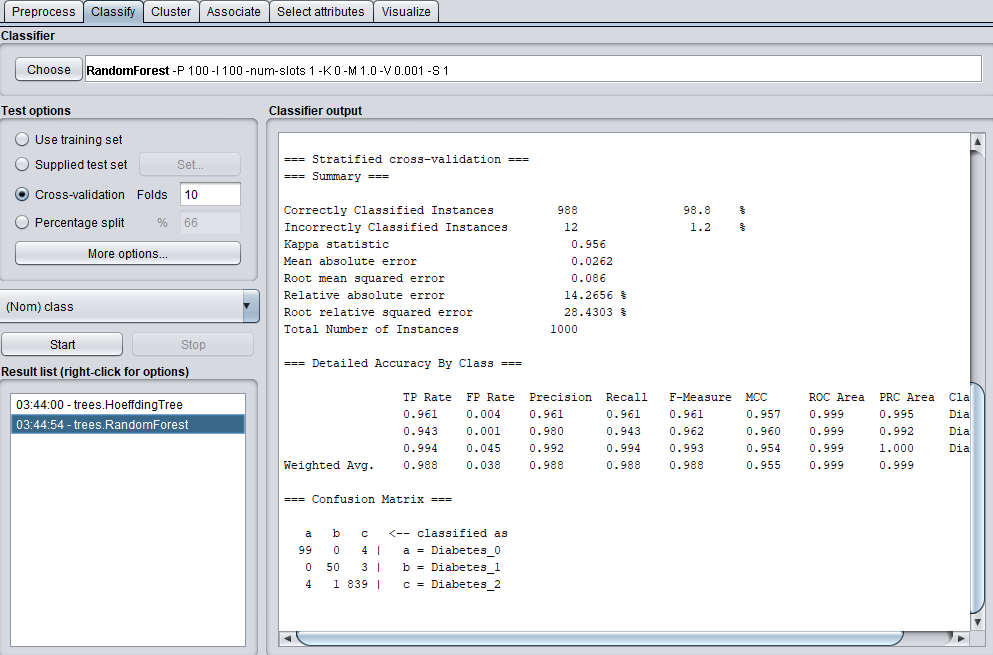 Preprocess Classify Cluster Associate Select attributes Visualize
Classifier
Choose RandomForest -P 100 -I 100 -num-slots 1 -K 0 -M 1.0 -V 0.001 -S 1
Test options
Use training set
Supplied test set Set...
Cross-validation Folds 10
Percentage split % 66
More options...
(Nom) class
Start Stop
Result list (right-click for options)
03:44:00 - trees.HoeffdingTree
03:44:54 - trees.RandomForest
Classifier output
=== Stratified cross-validation ===
=== Summary ===
Correctly Classified Instances 988 98.8 %
Incorrectly Classified Instances 12 1.2 %
Kappa statistic 0.956
Mean absolute error 0.0262
Root mean squared error 0.086
Relative absolute error 14.2656 %
Root relative squared error 28.4303 %
Total Number of Instances 1000
=== Detailed Accuracy By Class ===
TP Rate FP Rate Precision Recall F-Measure MCC ROC Area PRC Area Cla
0.961 0.004 0.961 0.961 0.961 0.957 0.999 0.995 Dia
0.943 0.001 0.980 0.943 0.962 0.960 0.999 0.992 Dia
0.994 0.045 0.992 0.994 0.993 0.954 0.999 1.000 Dia
Weighted Avg. 0.988 0.038 0.988 0.988 0.988 0.955 0.999 0.999
=== Confusion Matrix ===
a b c <-- classified as
99 0 4 | a = Diabetes_0
0 50 3 | b = Diabetes_1
4 1 839 | c = Diabetes_2